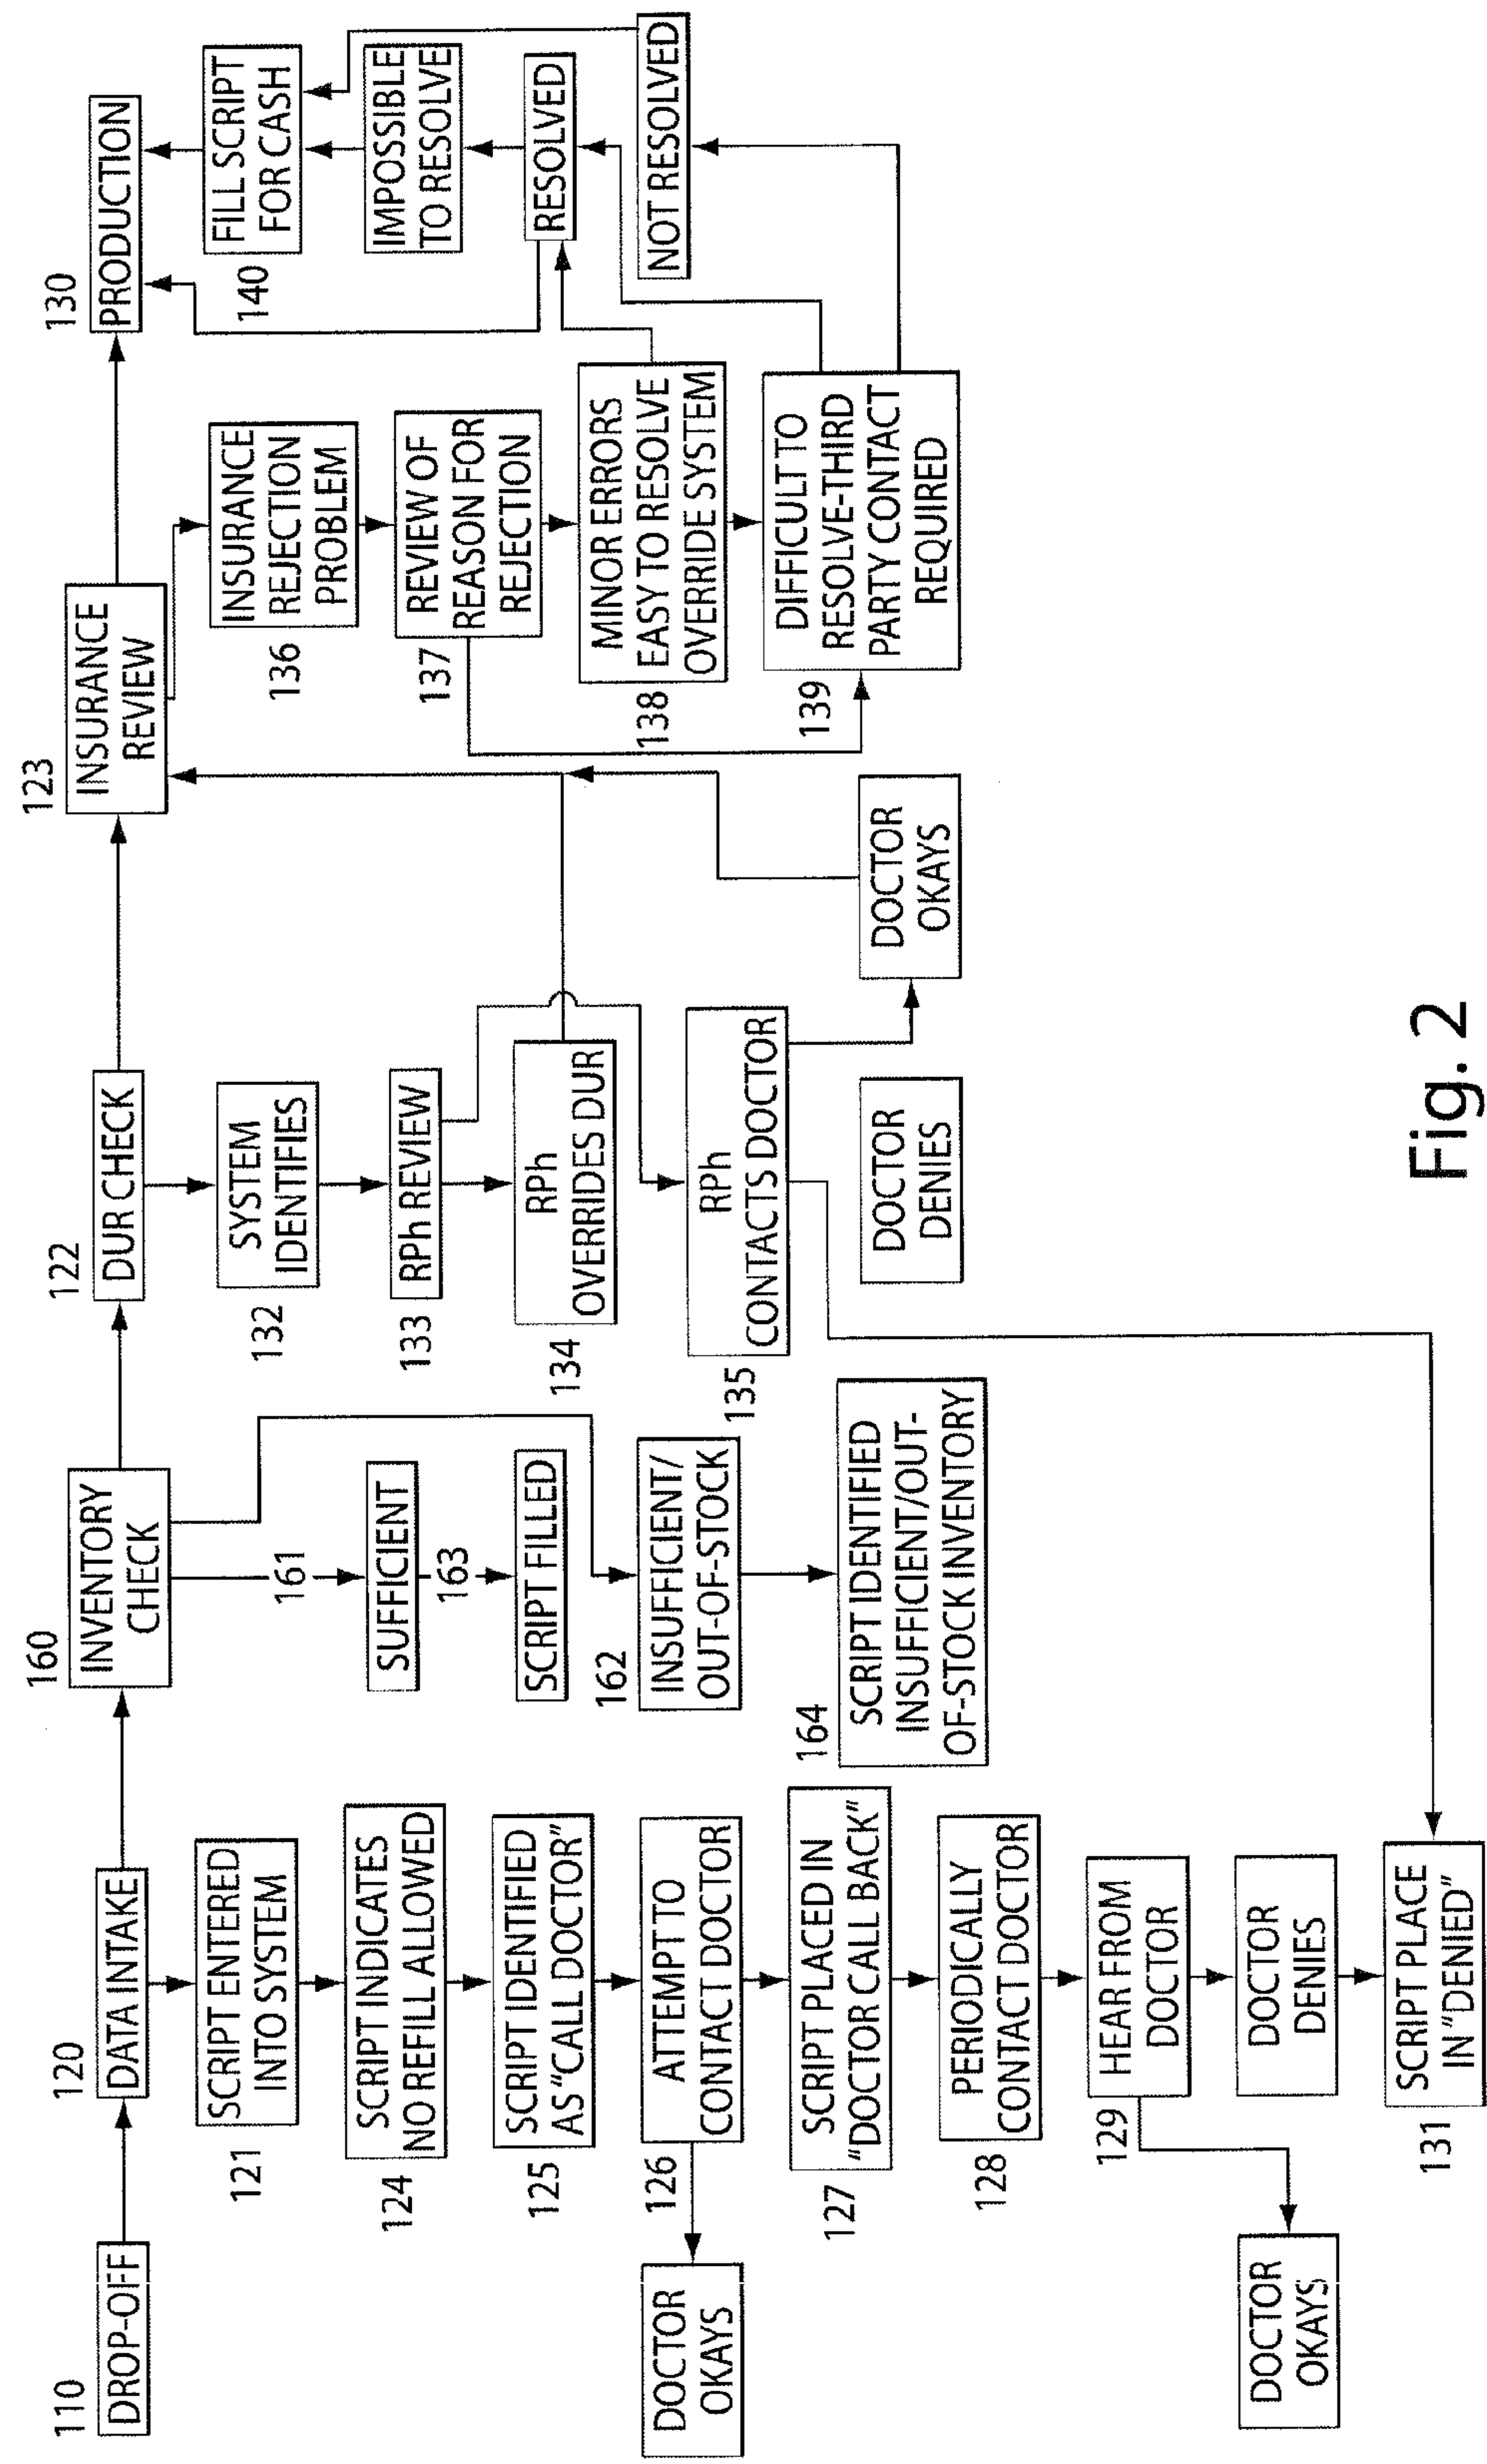 110
DROP-OFF
120
DATA INTAKE
121
SCRIPT ENTERED
INTO SYSTEM
124
SCRIPT INDICATES
NO REFILL ALLOWED
125
SCRIPT IDENTIFIED
AS "CALL DOCTOR"
126
ATTEMPT TO
CONTACT DOCTOR
DOCTOR
OKAYS
127
SCRIPT PLACED IN
"DOCTOR CALL BACK"
128
PERIODICALLY
CONTACT DOCTOR
129
HEAR FROM
DOCTOR
DOCTOR
OKAYS
DOCTOR
DENIES
131
SCRIPT PLACE
IN "DENIED"
160
INVENTORY
CHECK
161
SUFFICIENT
163
SCRIPT FILLED
162
INSUFFICIENT/
OUT-OF-STOCK
164
SCRIPT IDENTIFIED
INSUFFICIENT/OUT-
OF-STOCK INVENTORY
122
DUR CHECK
132
SYSTEM
IDENTIFIES
133
RPh REVIEW
134
RPh
OVERRIDES DUR
135
RPh
CONTACTS DOCTOR
DOCTOR
DENIES
DOCTOR
OKAYS
123
INSURANCE
REVIEW
136
INSURANCE
REJECTION
PROBLEM
137
REVIEW OF
REASON FOR
REJECTION
138
MINOR ERRORS
EASY TO RESOLVE
OVERRIDE SYSTEM
139
DIFFICULT TO
RESOLVE-THIRD
PARTY CONTACT
REQUIRED
130
PRODUCTION
140
FILL SCRIPT
FOR CASH
IMPOSSIBLE
TO RESOLVE
RESOLVED
NOT RESOLVED
Fig. 2